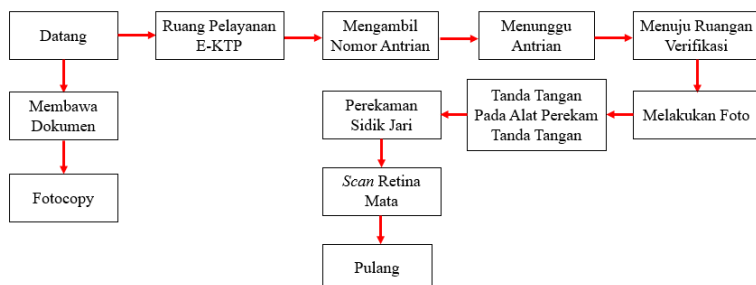 Datang
Ruang Pelayanan
E-KTP
Mengambil
Nomor Antrian
Menunggu
Antrian
Menuju Ruangan
Verifikasi
Membawa
Dokumen
Perekaman
Sidik Jari
Tanda Tangan
Pada Alat Perekam
Tanda Tangan
Melakukan Foto
Fotocopy
Scan Retina
Mata
Pulang